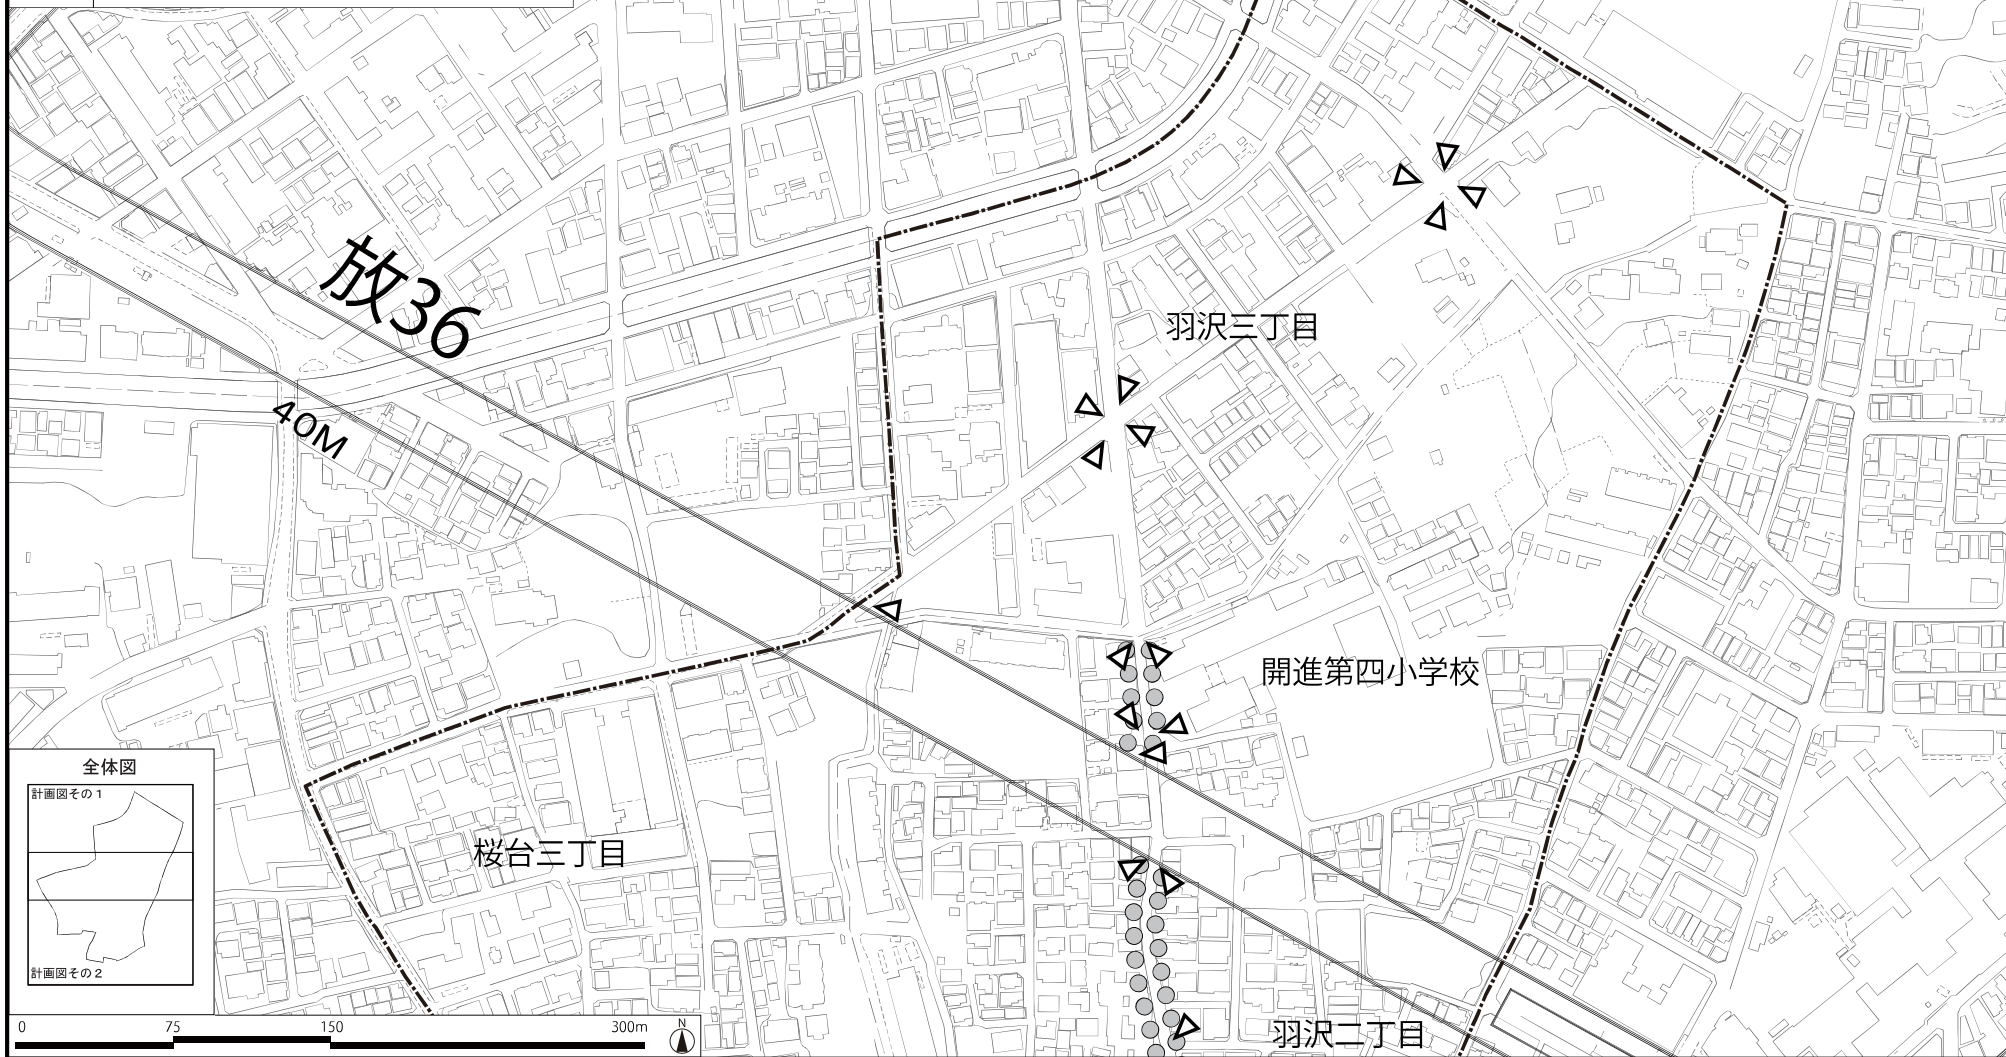 放36
40M
羽沢三丁目
開進第四小学校
桜台三丁目
羽沢二丁目
全体図
計画図その1
計画図その2
0 75 150 300m
N